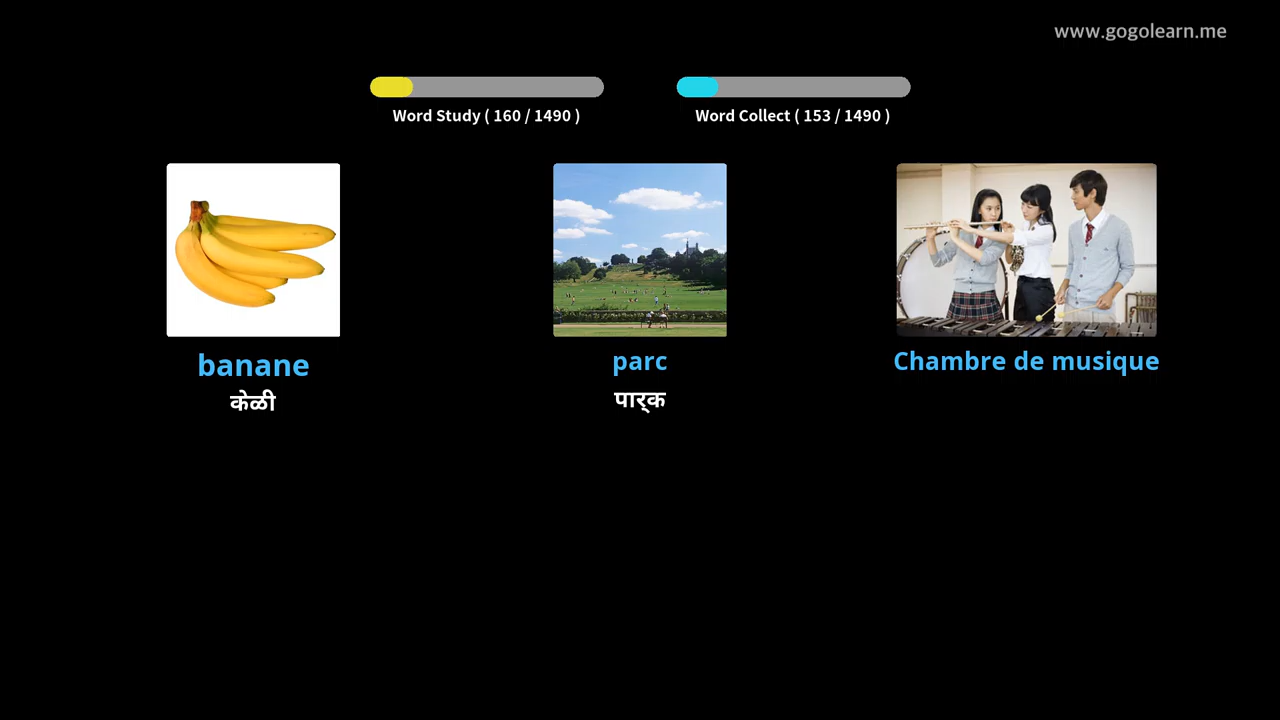 www.gogolearn.me
Word Study ( 160 / 1490 )
Word Collect ( 153 / 1490 )
banane
केळी
parc
पार्क
Chambre de musique